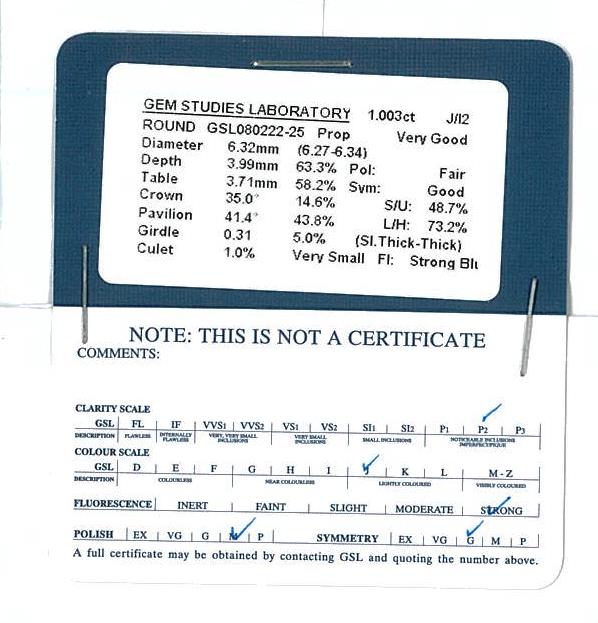 GEM STUDIES LABORATORY 1.003ct J/I2
ROUND GSL080222-25 Prop Very Good
Diameter 6.32mm (6.27-6.34)
Depth 3.99mm 63.3% Pol: Fair
Table 3.71mm 58.2% Sym: Good
Crown 35.0° 14.6% S/U: 48.7%
Pavilion 41.4° 43.8% L/H: 73.2%
Girdle 0.31 5.0% (Sl.Thick-Thick)
Culet 1.0% Very Small Fl: Strong Blu
NOTE: THIS IS NOT A CERTIFICATE
COMMENTS:
CLARITY SCALE
GSL FL IF VVS1 VVS2 VS1 VS2 SI1 SI2 P1 P2 P3
DESCRIPTION FLAWLESS INTERNALLY FLAWLESS VERY, VERY SMALL INCLUSIONS VERY SMALL INCLUSIONS SMALL INCLUSIONS NOTICEABLE INCLUSIONS
COLOUR SCALE
GSL D E F G H I J K L M - Z
DESCRIPTION COLOURLESS NEAR COLOURLESS LIGHTLY COLOURED VISIBLY COLOURED
FLUORESCENCE INERT FAINT SLIGHT MODERATE STRONG
POLISH EX VG G M P SYMMETRY EX VG G M P
A full certificate may be obtained by contacting GSL and quoting the number above.